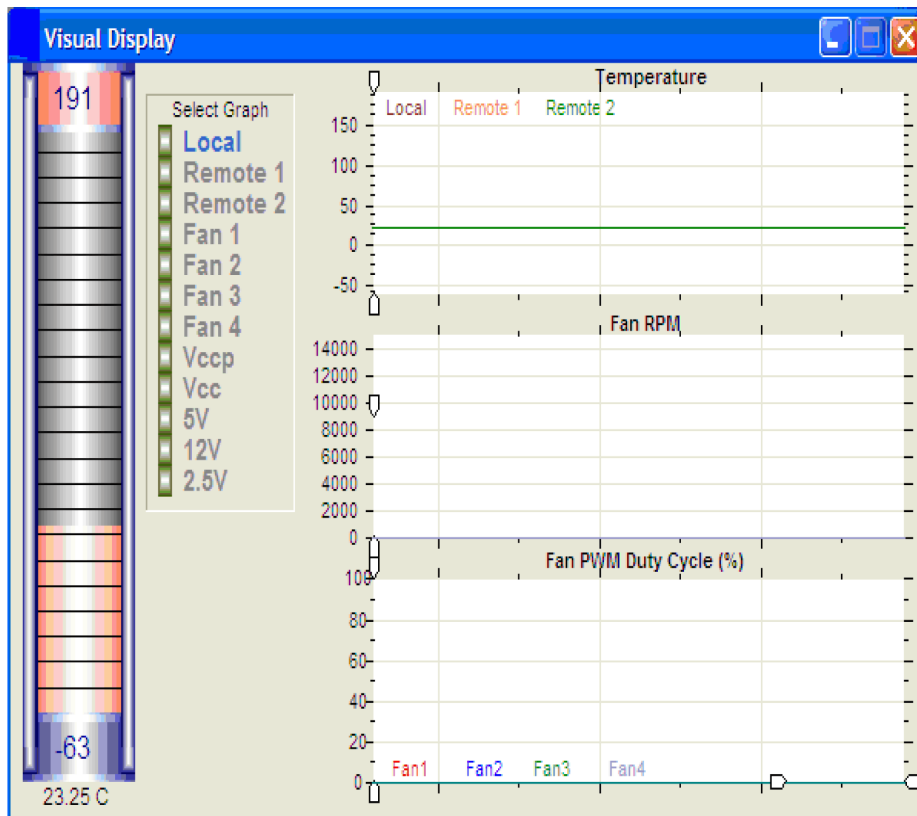 Visual Display
191
-63
23.25 C
Select Graph
Local
Remote 1
Remote 2
Fan 1
Fan 2
Fan 3
Fan 4
Vccp
Vcc
5V
12V
2.5V
Temperature
Local Remote 1 Remote 2
150
100
50
0
-50
Fan RPM
14000
12000
10000
8000
6000
4000
2000
0
Fan PWM Duty Cycle (%)
100
80
60
40
20
0
Fan1 Fan2 Fan3 Fan4